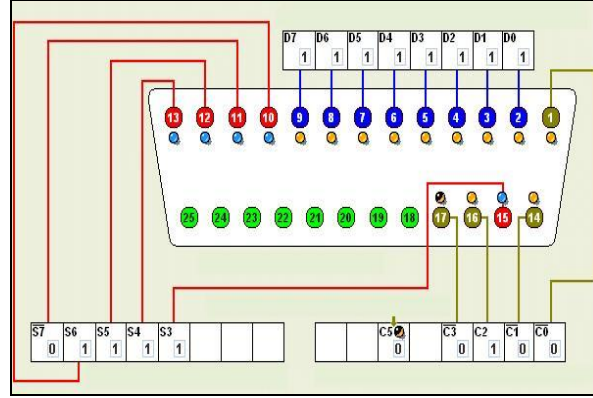 D7 D6 D5 D4 D3 D2 D1 D0
1 1 1 1 1 1 1 1
13 12 11 10 9 8 7 6 5 4 3 2 1
25 24 23 22 21 20 19 18 17 16 15 14
S7 S6 S5 S4 S3 C5 C3 C2 C1 C0
0 1 1 1 1 0 0 1 0 0